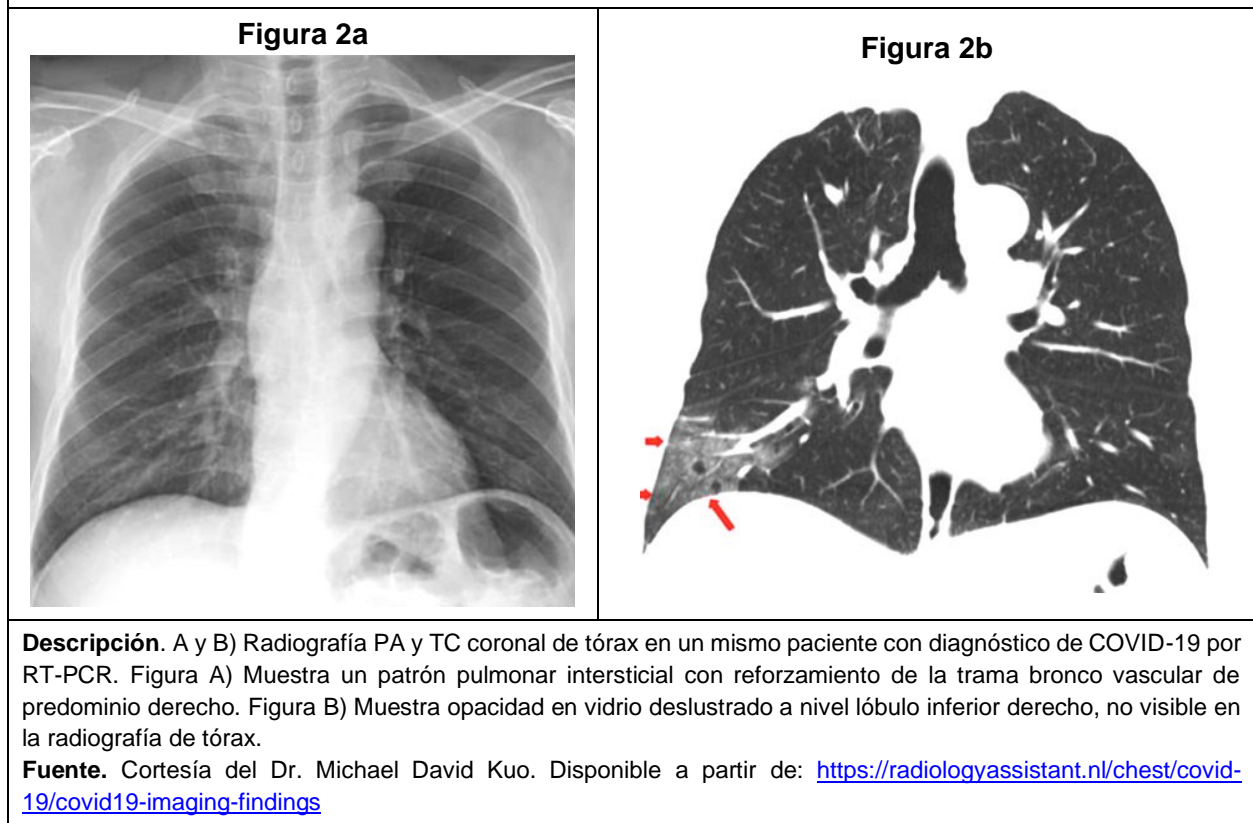 Figura 2a
Figura 2b
Descripción. A y B) Radiografía PA y TC coronal de tórax en un mismo paciente con diagnóstico de COVID-19 por
RT-PCR. Figura A) Muestra un patrón pulmonar intersticial con reforzamiento de la trama bronco vascular de
predominio derecho. Figura B) Muestra opacidad en vidrio deslustrado a nivel lóbulo inferior derecho, no visible en
la radiografía de tórax.
Fuente. Cortesía del Dr. Michael David Kuo. Disponible a partir de: https://radiologyassistant.nl/chest/covid-
19/covid19-imaging-findings